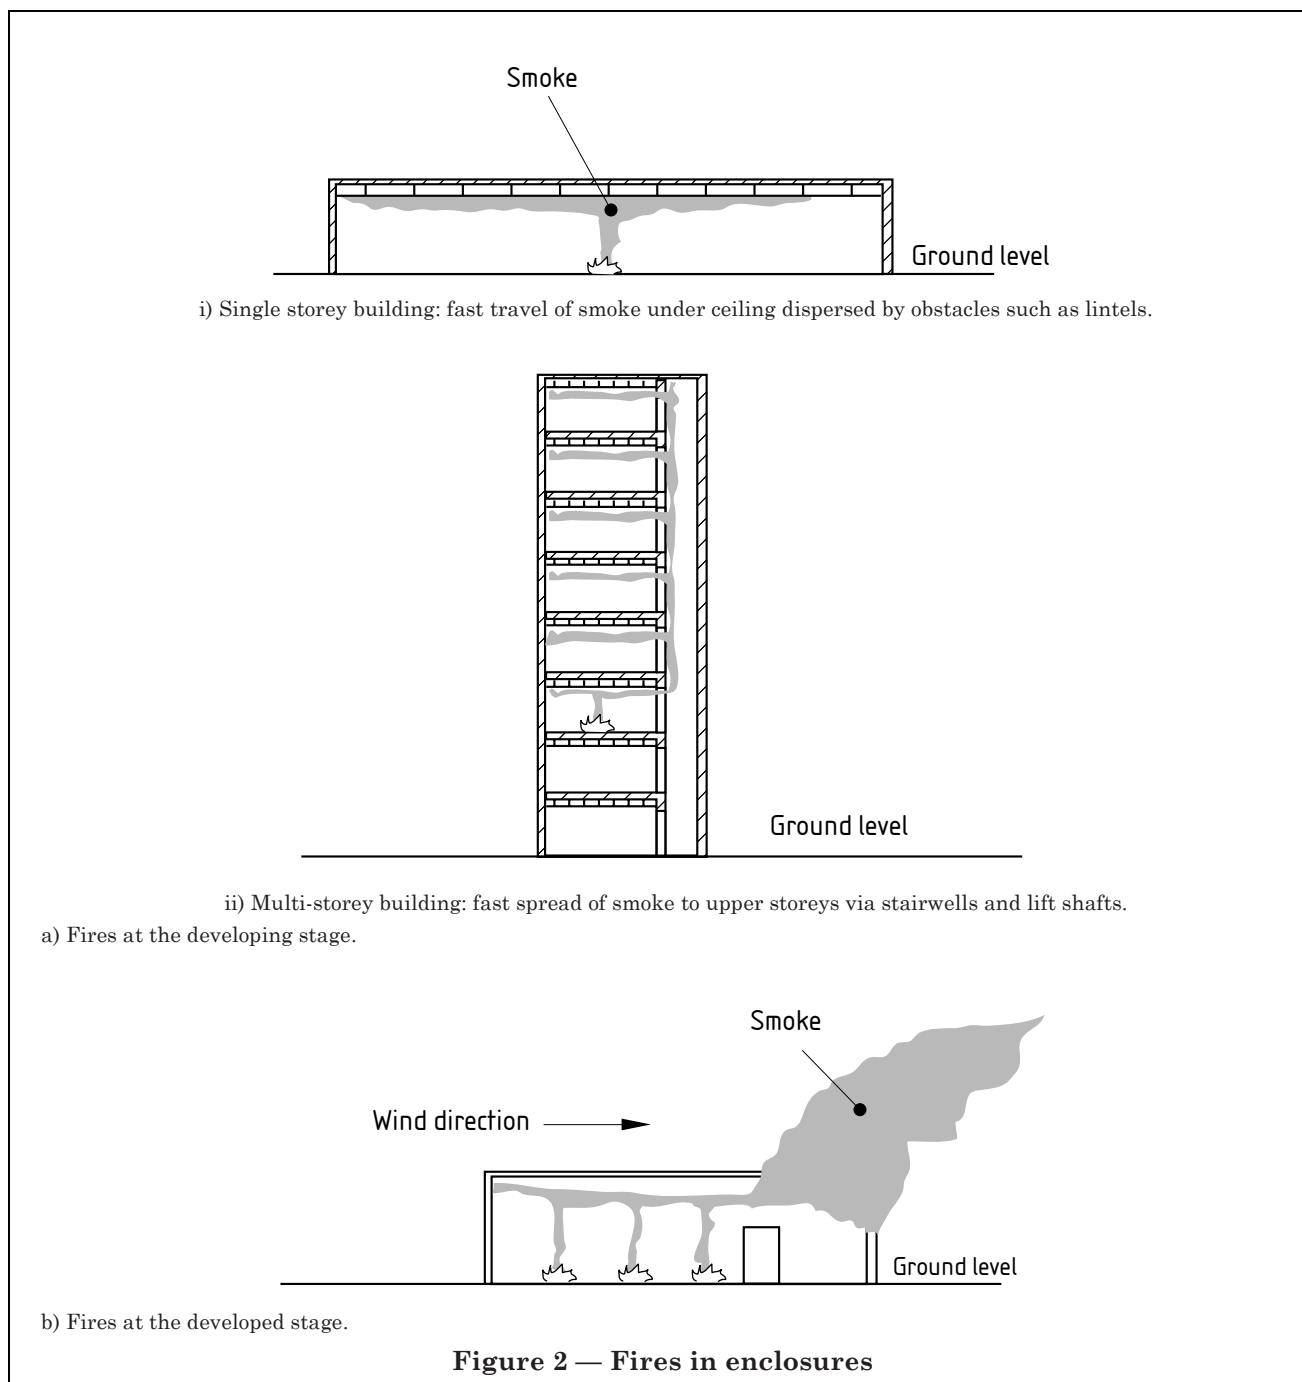 Smoke
Ground level
i) Single storey building: fast travel of smoke under ceiling dispersed by obstacles such as lintels.
Ground level
ii) Multi-storey building: fast spread of smoke to upper storeys via stairwells and lift shafts.
a) Fires at the developing stage.
Smoke
Wind direction
Ground level
b) Fires at the developed stage.
Figure 2 — Fires in enclosures